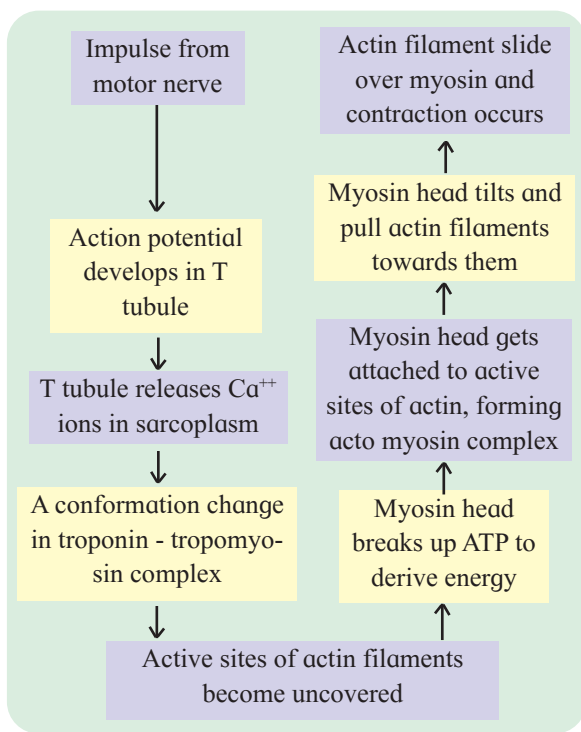 Impulse from
motor nerve
Action potential
develops in T
tubule
T tubule releases Ca⁺⁺
ions in sarcoplasm
A conformation change
in troponin - tropomyo-
sin complex
Active sites of actin filaments
become uncovered
Myosin head
breaks up ATP to
derive energy
Myosin head gets
attached to active
sites of actin, forming
acto myosin complex
Myosin head tilts and
pull actin filaments
towards them
Actin filament slide
over myosin and
contraction occurs